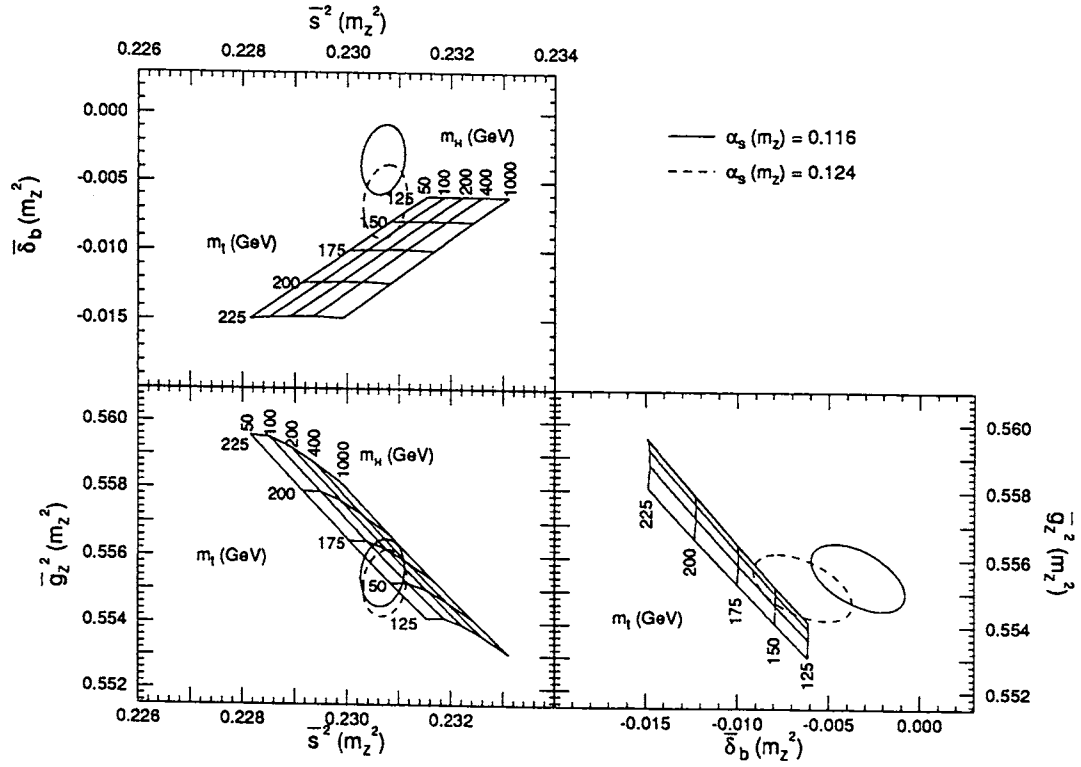 s̄² (m_z²)
0.226 0.228 0.230 0.232 0.234
0.000
-0.005
-0.010
-0.015
δ̄_b (m_z²)
m_H (GeV)
50 100 200 400 1000
125
150
175
200
225
m_t (GeV)
α_s (m_z) = 0.116
α_s (m_z) = 0.124
0.560
0.558
0.556
0.554
0.552
ḡ_z² (m_z²)
50 100 200 400 1000
m_H (GeV)
225
200
175
150
125
m_t (GeV)
0.228 0.228 0.230 0.232
s̄² (m_z²)
225
200
175
150
125
m_t (GeV)
0.560
0.558
0.556
0.554
0.552
ḡ_z² (m_z²)
-0.015 -0.010 -0.005 0.000
δ̄_b (m_z²)